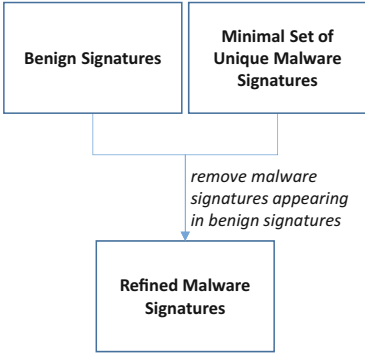 Benign Signatures
Minimal Set of
Unique Malware
Signatures
remove malware
signatures appearing
in benign signatures
Refined Malware
Signatures